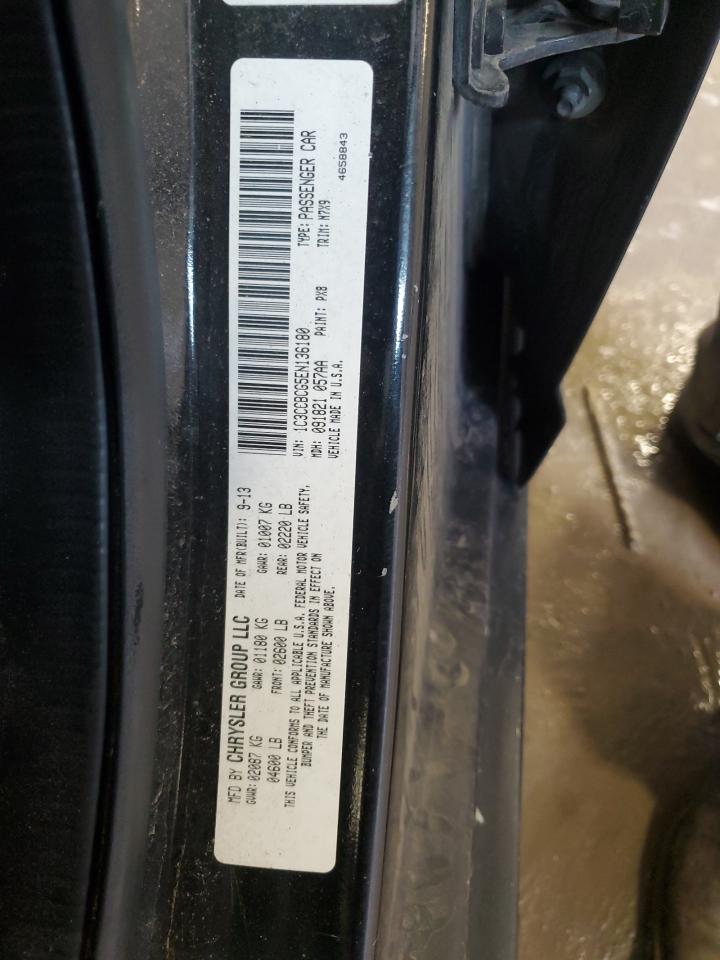 MFD BY CHRYSLER GROUP LLC DATE OF MFR(BUILT): 9-13
GVWR: 02087 KG GAWR: 01180 KG GAWR: 01007 KG
04600 LB FRONT: 02600 LB REAR: 02220 LB
THIS VEHICLE CONFORMS TO ALL APPLICABLE U.S.A. FEDERAL MOTOR VEHICLE SAFETY,
BUMPER AND THEFT PREVENTION STANDARDS IN EFFECT ON
THE DATE OF MANUFACTURE SHOWN ABOVE.
VIN: 1C3CCBCG5EN136180 TYPE: PASSENGER CAR
MDH: 091821 057AA PAINT: PX8 TRIM: M7X9
VEHICLE MADE IN U.S.A. 4658843